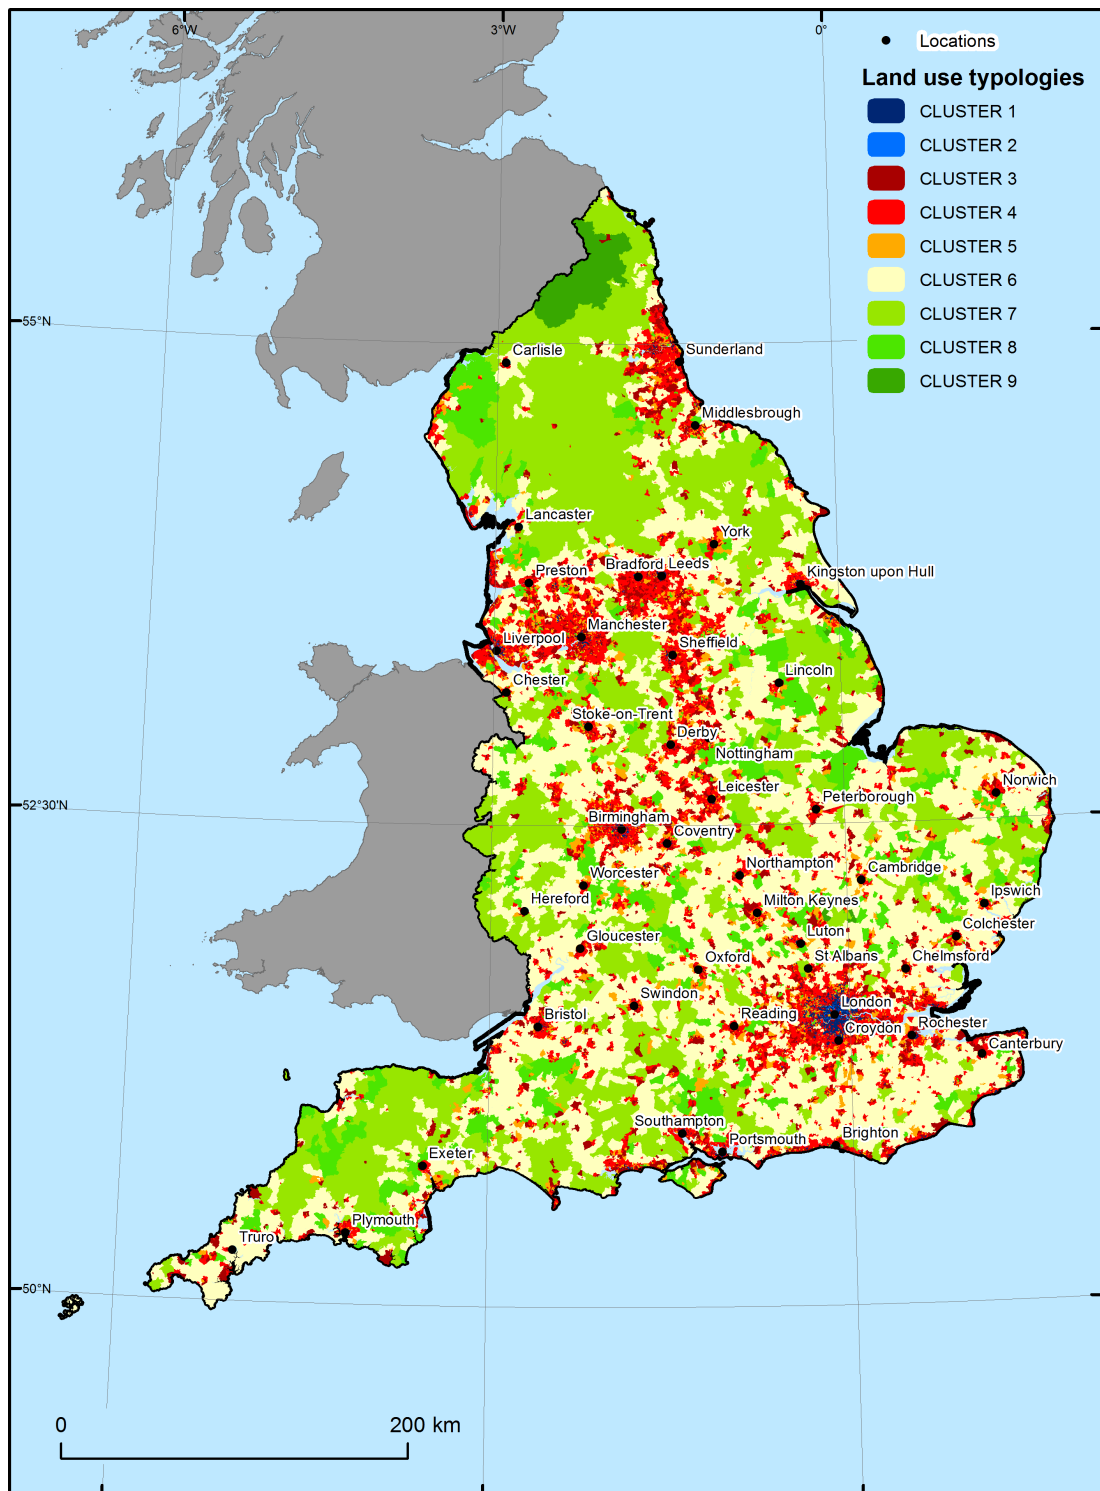 6°W
3°W
0°
Locations
Land use typologies
CLUSTER 1
CLUSTER 2
CLUSTER 3
CLUSTER 4
CLUSTER 5
CLUSTER 6
CLUSTER 7
CLUSTER 8
CLUSTER 9
55°N
Carlisle
Sunderland
Middlesbrough
Lancaster
York
Bradford Leeds
Preston
Kingston upon Hull
Manchester
Liverpool
Sheffield
Chester
Lincoln
Stoke-on-Trent
Derby
Nottingham
Norwich
Leicester
Peterborough
52°30'N
Birmingham
Coventry
Northampton
Cambridge
Worcester
Ipswich
Hereford
Milton Keynes
Colchester
Gloucester
Luton
Oxford
St Albans
Chelmsford
Swindon
London
Bristol
Reading
Rochester
Croydon
Canterbury
Southampton
Portsmouth
Brighton
Exeter
Plymouth
Truro
50°N
0
200 km